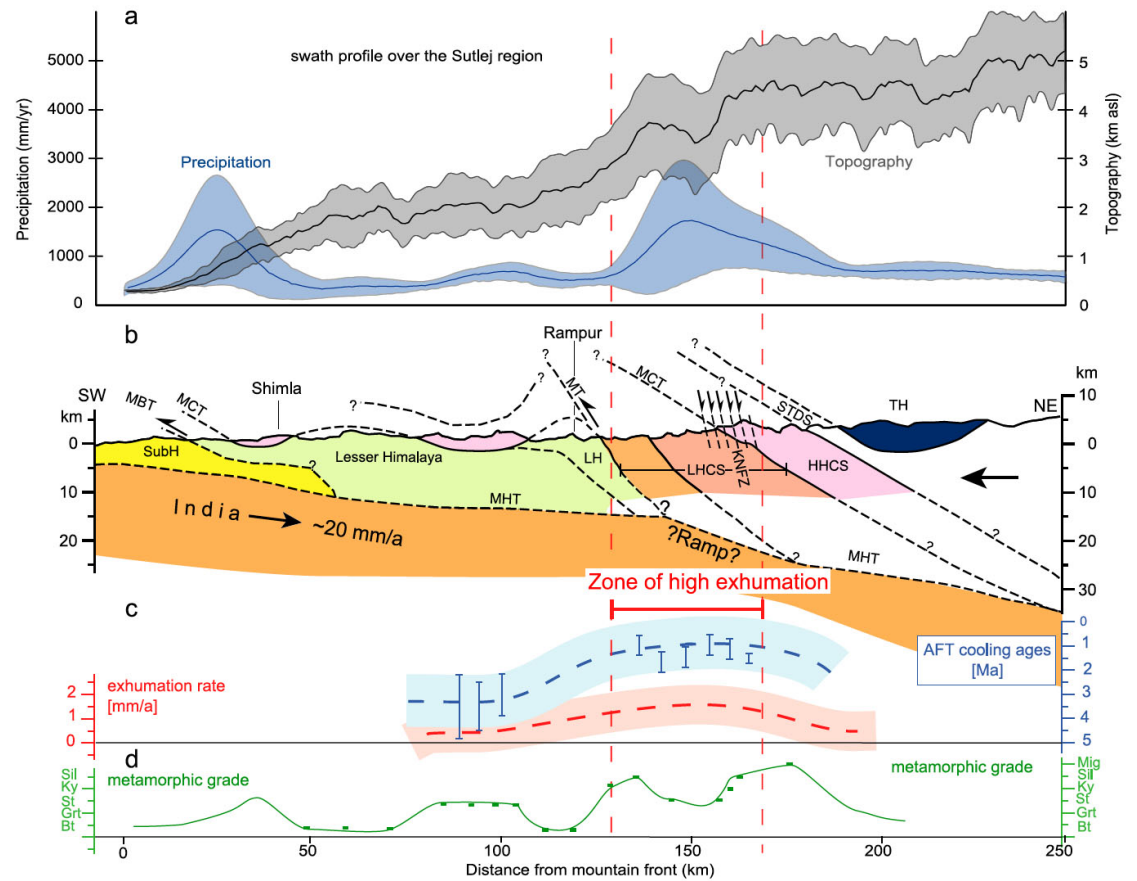 a
swath profile over the Sutlej region
Precipitation (mm/yr)
5000
4000
3000
2000
1000
0
Precipitation
Topography
Topography (km asl)
5
4
3
2
1
0
b
Rampur
SW
MBT
MCT
Shimla
?
?
?
MT
?
MCT
?
STDS
TH
NE
km
0
10
20
km
10
0
10
20
30
SubH
?
Lesser Himalaya
LH
LHCS
KNFZ
HHCS
MHT
India
~20 mm/a
?
?Ramp?
?
MHT
?
?
Zone of high exhumation
c
exhumation rate
[mm/a]
2
1
0
AFT cooling ages
[Ma]
0
1
2
3
4
5
d
metamorphic grade
metamorphic grade
Sil
Ky
St
Grt
Bt
Mig
Sil
Ky
St
Grt
Bt
0
50
100
150
200
250
Distance from mountain front (km)